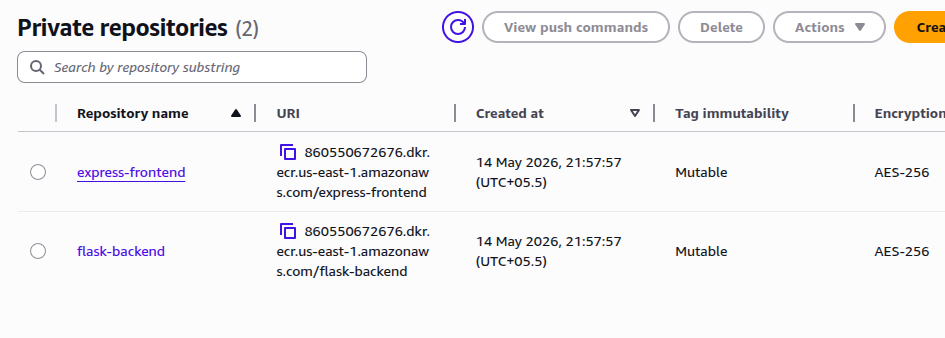 Private repositories (2)
View push commands
Delete
Actions
Crea
Search by repository substring
Repository name
URI
Created at
Tag immutability
Encryption
express-frontend
860550672676.dkr.
ecr.us-east-1.amazonaw
s.com/express-frontend
14 May 2026, 21:57:57
(UTC+05.5)
Mutable
AES-256
flask-backend
860550672676.dkr.
ecr.us-east-1.amazonaw
s.com/flask-backend
14 May 2026, 21:57:57
(UTC+05.5)
Mutable
AES-256